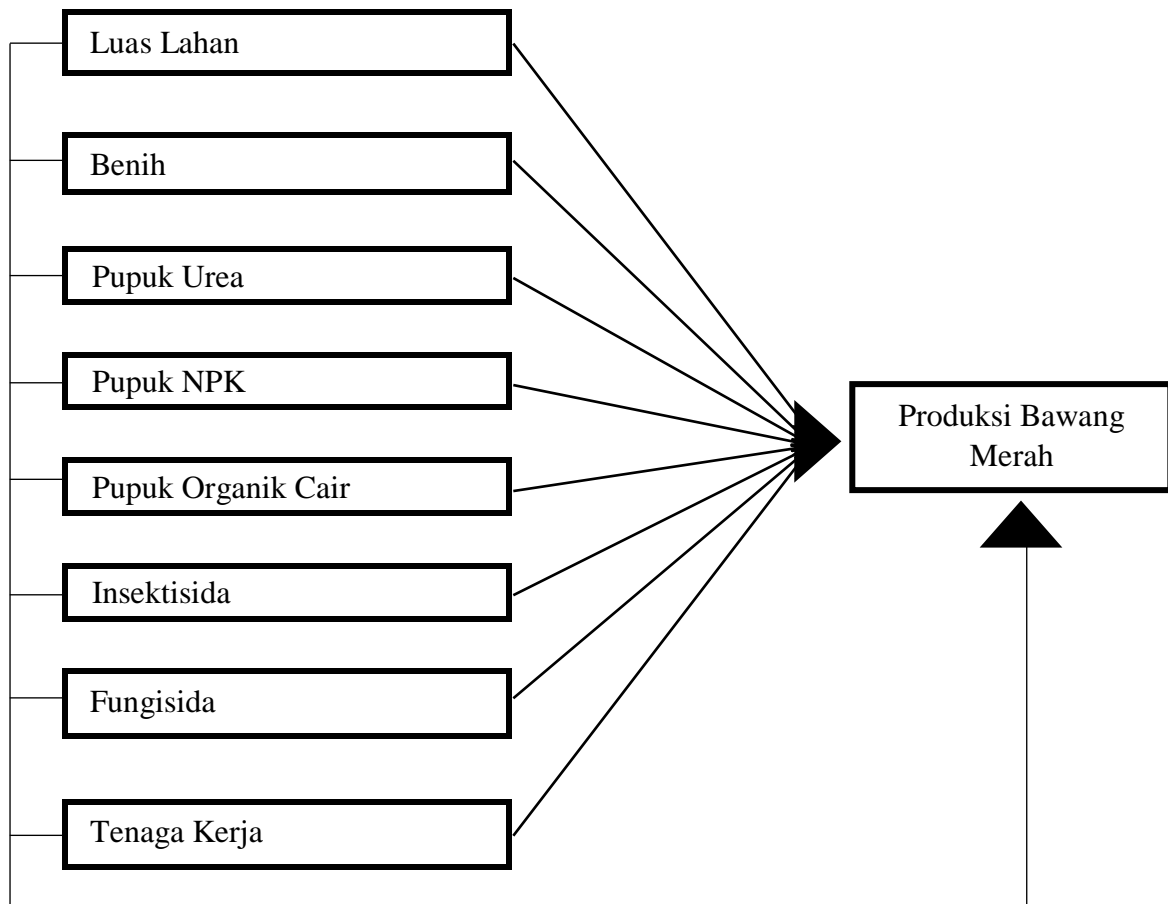 Luas Lahan
Benih
Pupuk Urea
Pupuk NPK
Pupuk Organik Cair
Insektisida
Fungisida
Tenaga Kerja
Produksi Bawang
Merah